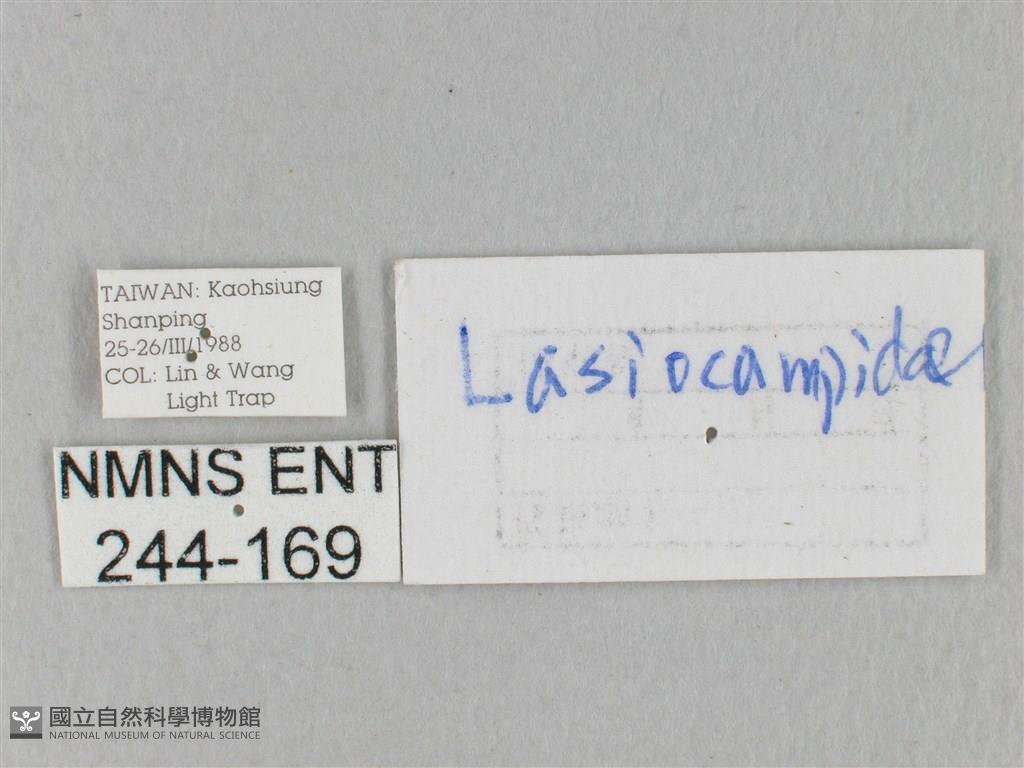 TAIWAN: Kaohsiung
Shanping
25-26/III/1988
COL: Lin & Wang
Light Trap
NMNS ENT
244-169
Lasiocampidae
國立自然科學博物館
NATIONAL MUSEUM OF NATURAL SCIENCE